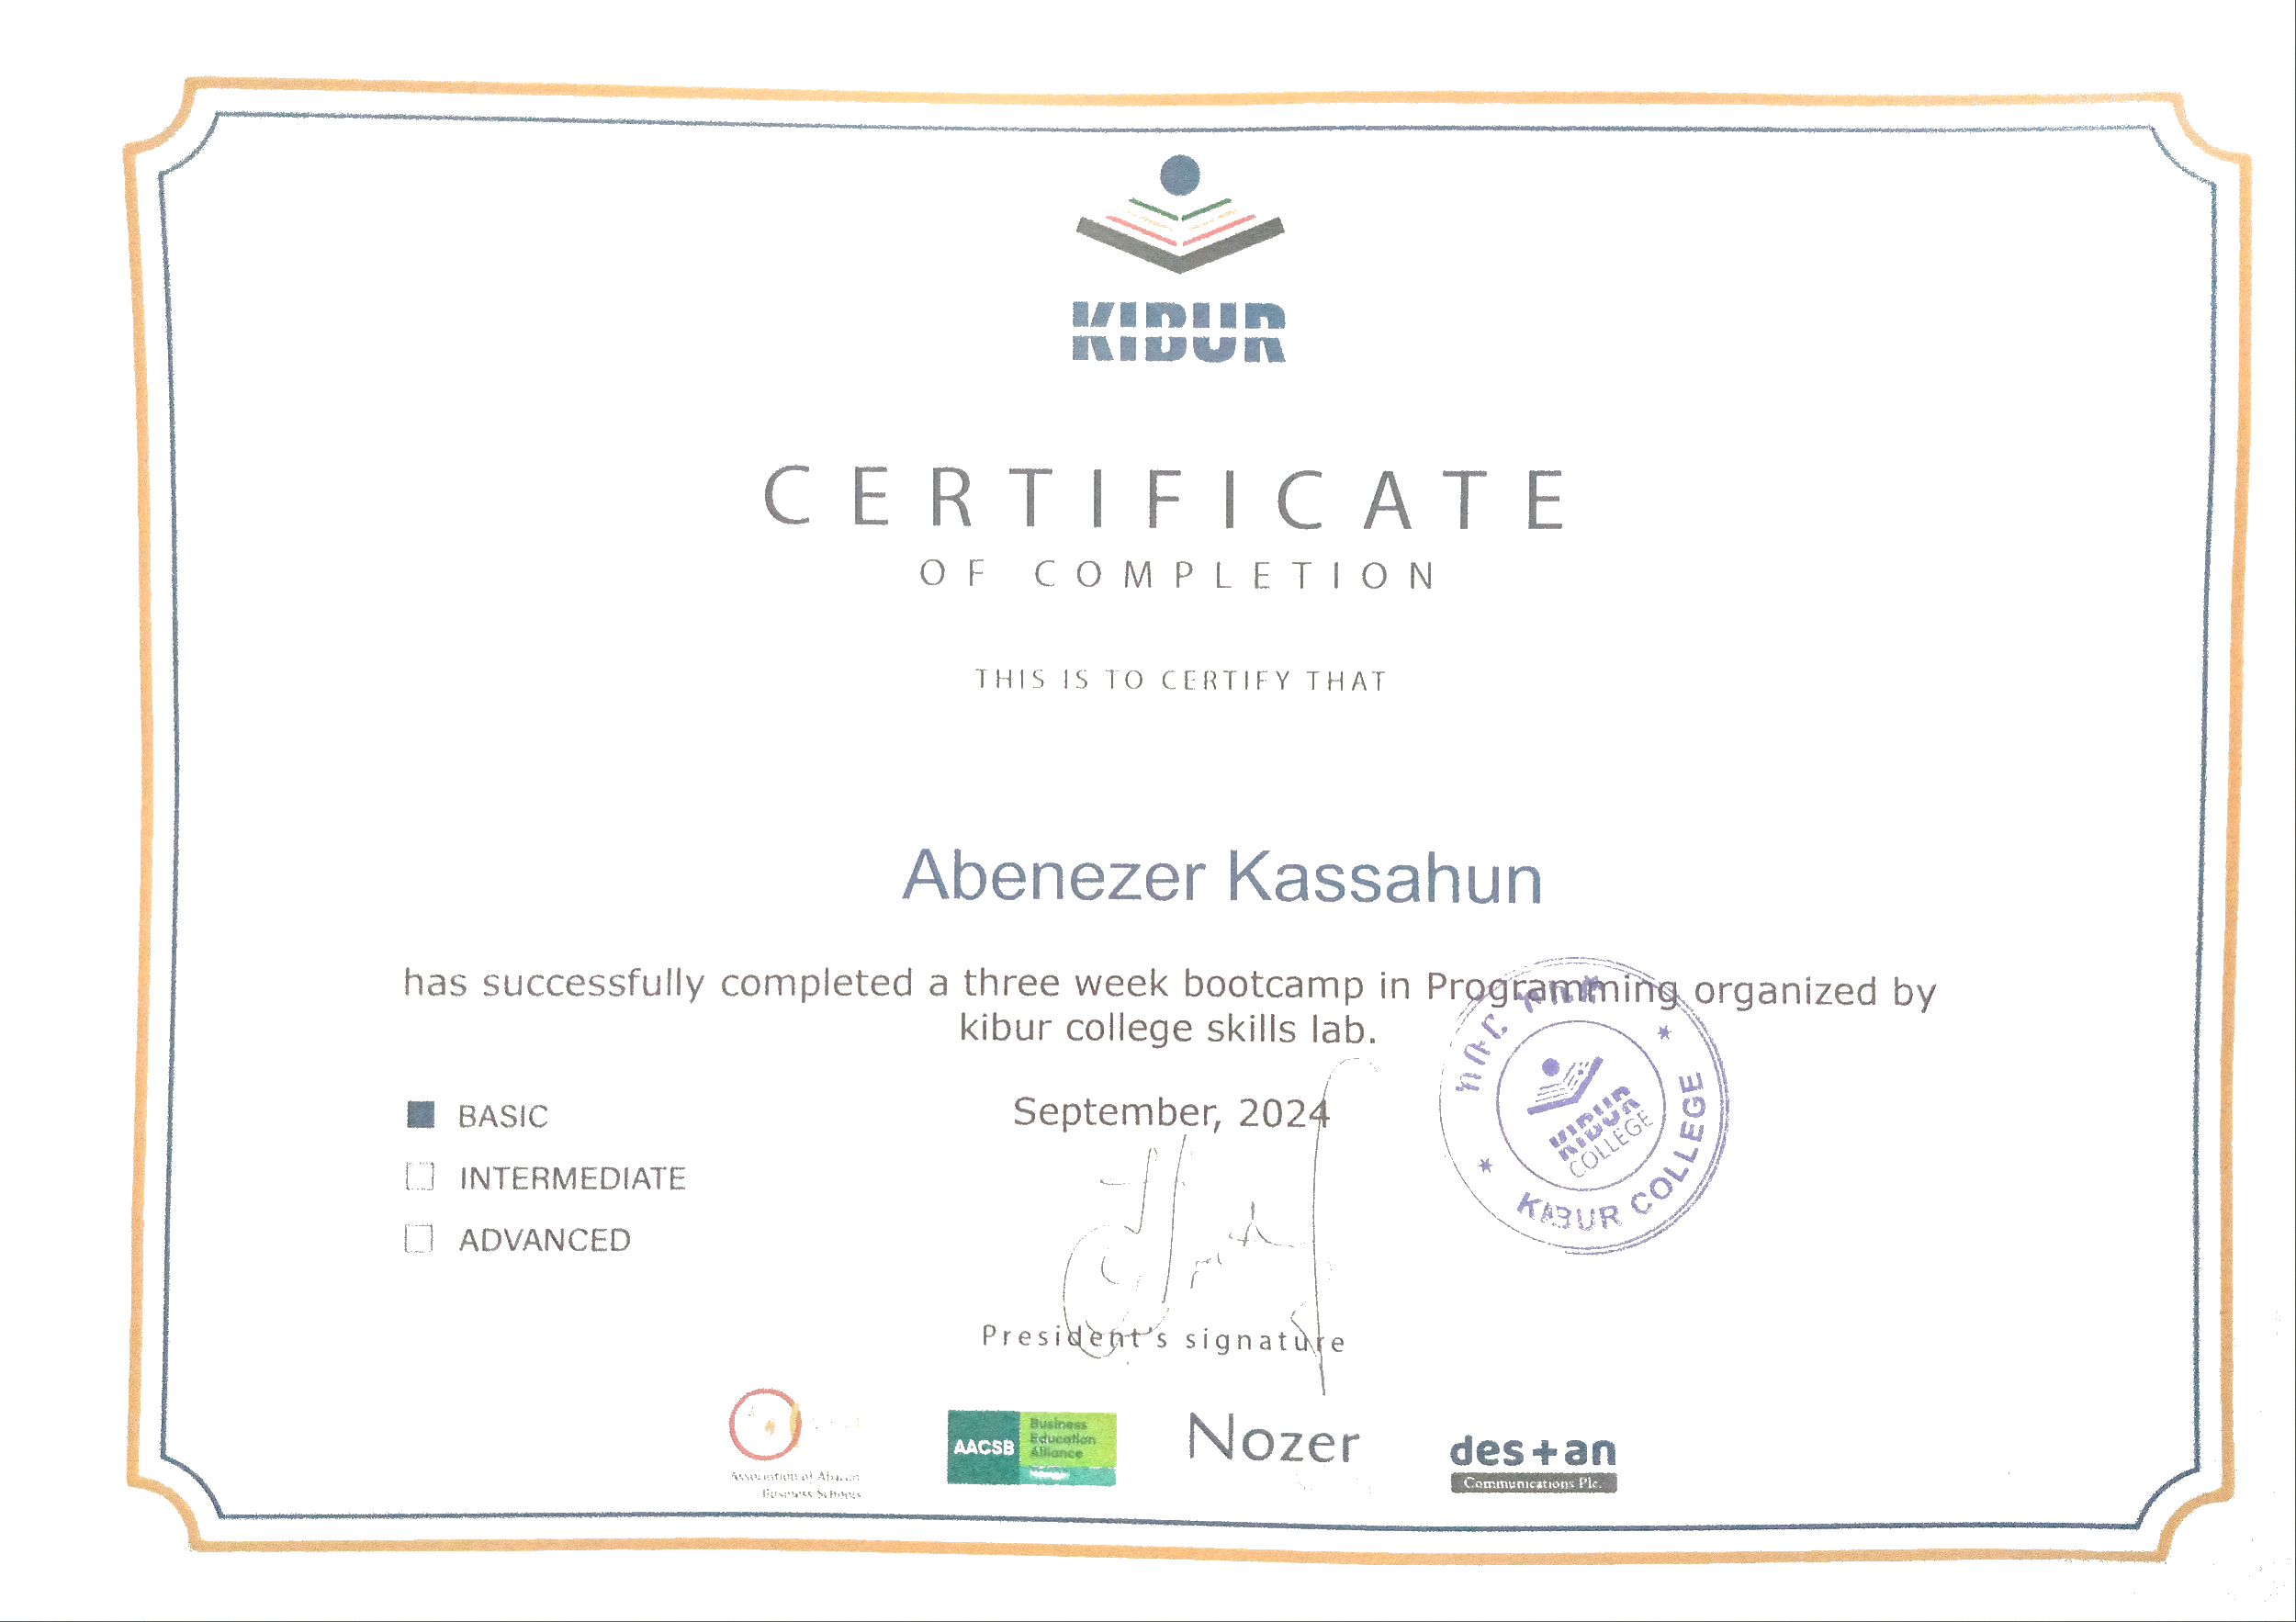 KIBUR
CERTIFICATE
OF COMPLETION
THIS IS TO CERTIFY THAT
Abenezer Kassahun
has successfully completed a three week bootcamp in Programming organized by
kibur college skills lab.
September, 2024
BASIC
INTERMEDIATE
ADVANCED
ክቡር
KIBUR
COLLEGE
KIBUR COLLEGE
President's signature
Association of African
Business Schools
AACSB
Business
Education
Alliance
Nozer
des+an
Communications Plc.